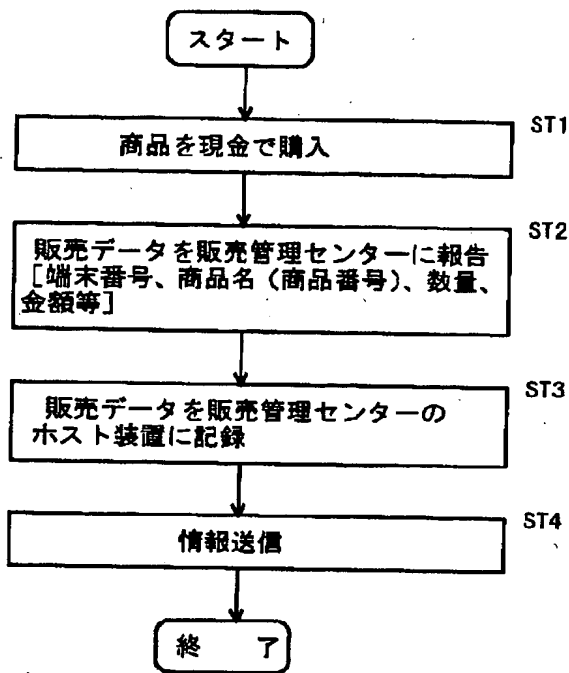 スタート
ST1
商品を現金で購入
ST2
販売データを販売管理センターに報告
[端末番号、商品名(商品番号)、数量、
金額等]
ST3
販売データを販売管理センターの
ホスト装置に記録
ST4
情報送信
終 了